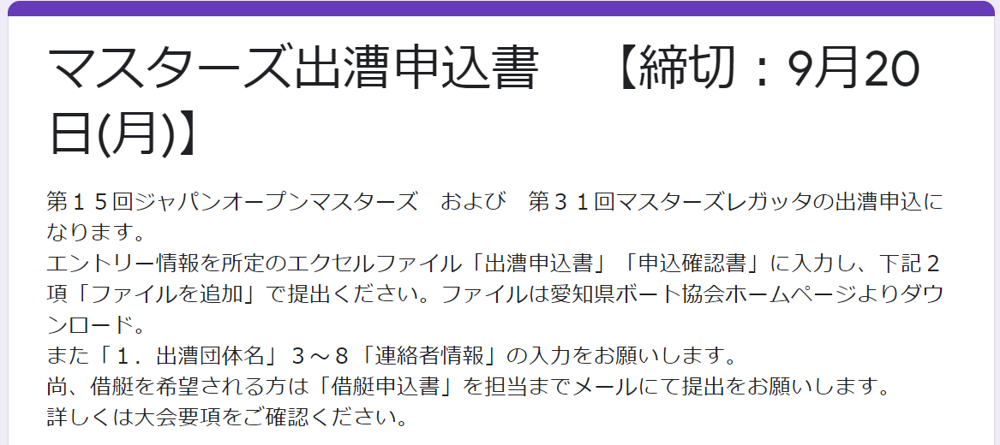 マスターズ出漕申込書　【締切：9月20
日(月)】
第１５回ジャパンオープンマスターズ　および　第３１回マスターズレガッタの出漕申込に
なります。
エントリー情報を所定のエクセルファイル「出漕申込書」「申込確認書」に入力し、下記２
項「ファイルを追加」で提出ください。ファイルは愛知県ボート協会ホームページよりダウ
ンロード。
また「１．出漕団体名」３～８「連絡者情報」の入力をお願いします。
尚、借艇を希望される方は「借艇申込書」を担当までメールにて提出をお願いします。
詳しくは大会要項をご確認ください。